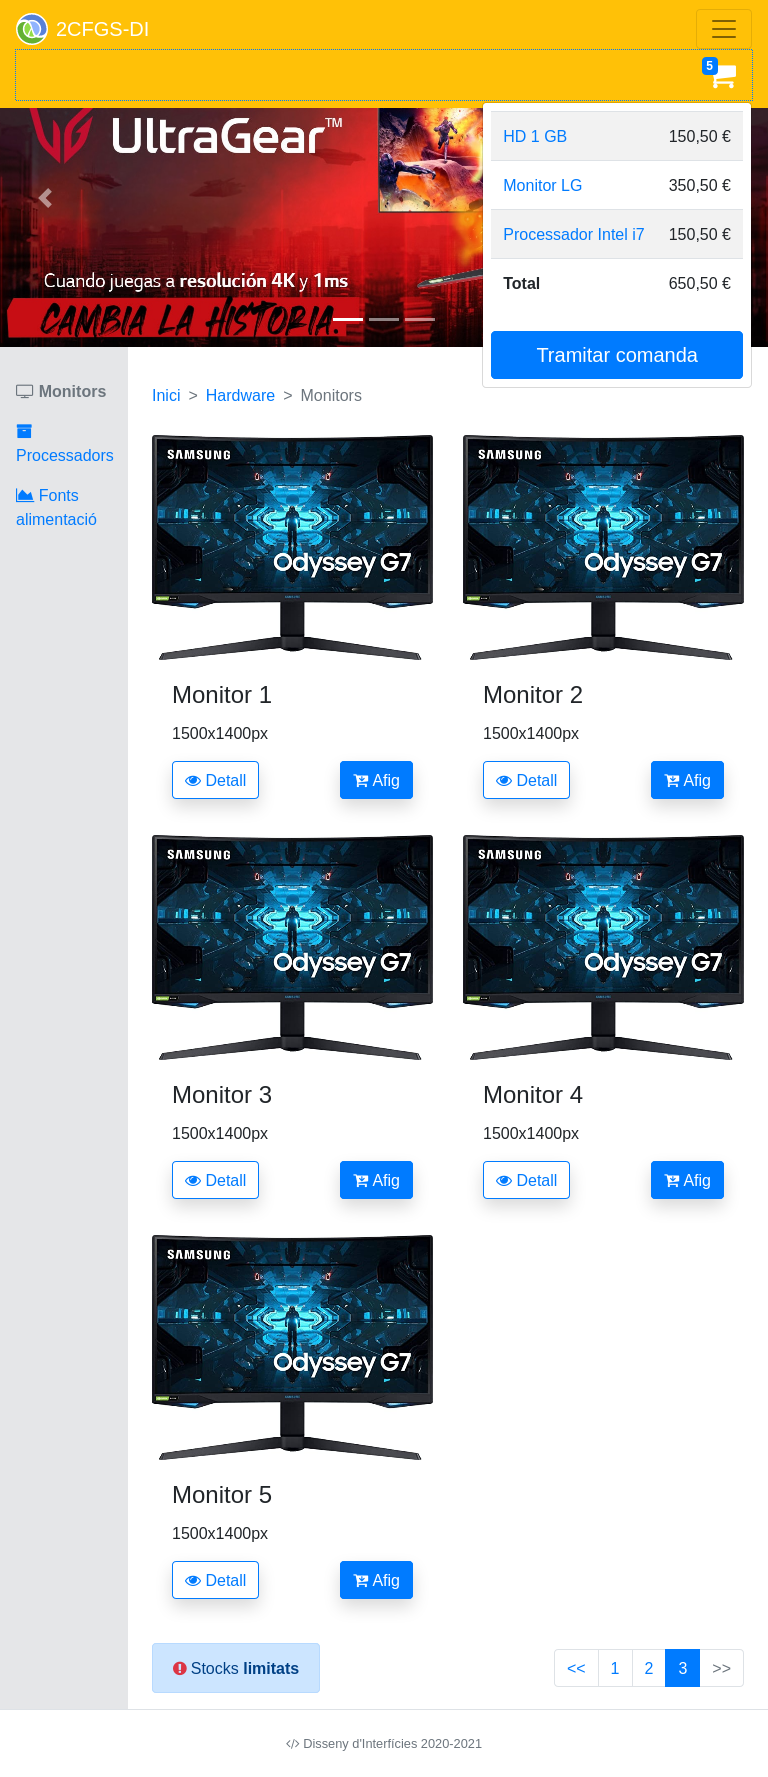 2CFGS-DI
5
UltraGear™
HD 1 GB 150,50 €
Monitor LG 350,50 €
Processador Intel i7 150,50 €
Total 650,50 €
Tramitar comanda
Cuando juegas a resolución 4K y 1ms
CAMBIA LA HISTORIA.
Monitors
Processadors
Fonts
alimentació
Inici > Hardware > Monitors
SAMSUNG
Odyssey G7
SAMSUNG
Odyssey G7
Monitor 1
Monitor 2
1500x1400px
1500x1400px
Detall
Afig
Detall
Afig
SAMSUNG
Odyssey G7
SAMSUNG
Odyssey G7
Monitor 3
Monitor 4
1500x1400px
1500x1400px
Detall
Afig
Detall
Afig
SAMSUNG
Odyssey G7
Monitor 5
1500x1400px
Detall
Afig
Stocks limitats
<< 1 2 3 >>
Disseny d'Interfícies 2020-2021